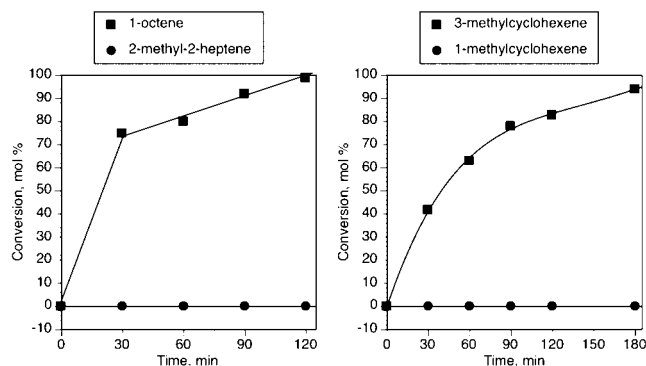 1-octene
2-methyl-2-heptene
3-methylcyclohexene
1-methylcyclohexene
Conversion, mol %
100
90
80
70
60
50
40
30
20
10
0
-10
0 30 60 90 120
Time, min
Conversion, mol %
100
90
80
70
60
50
40
30
20
10
0
-10
0 30 60 90 120 150 180
Time, min